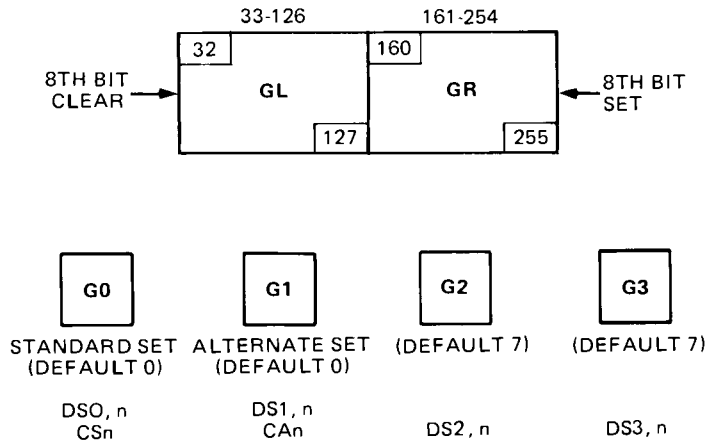 33-126 161-254
32 160
8TH BIT CLEAR GL GR 8TH BIT SET
127 255
G0 G1 G2 G3
STANDARD SET ALTERNATE SET (DEFAULT 7) (DEFAULT 7)
(DEFAULT 0) (DEFAULT 0)
DS0, n DS1, n DS2, n DS3, n
CSn CAn